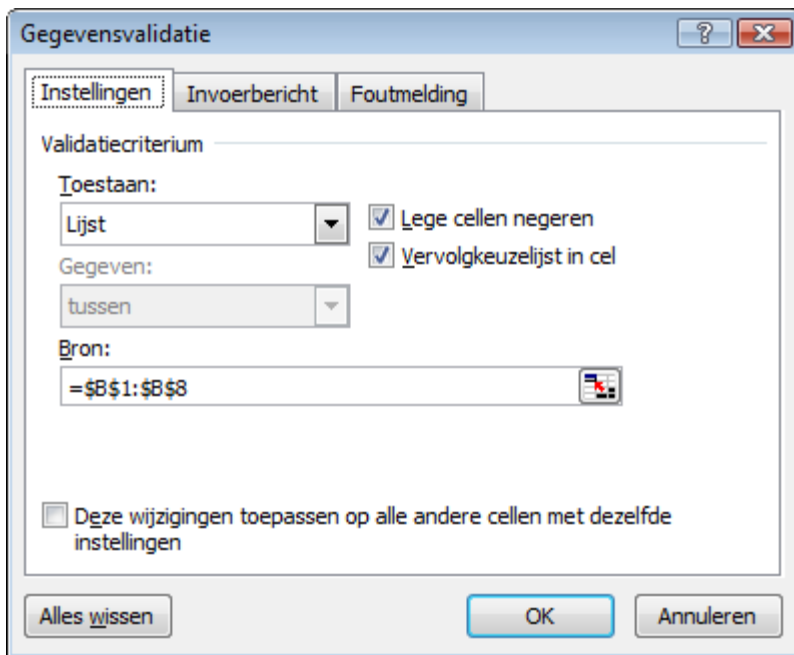 Gegevensvalidatie
Instellingen Invoerbericht Foutmelding
Validatiecriterium
Toestaan:
Lijst
Lege cellen negeren
Gegeven:
Vervolgkeuzelijst in cel
tussen
Bron:
=$B$1:$B$8
Deze wijzigingen toepassen op alle andere cellen met dezelfde
instellingen
Alles wissen OK Annuleren